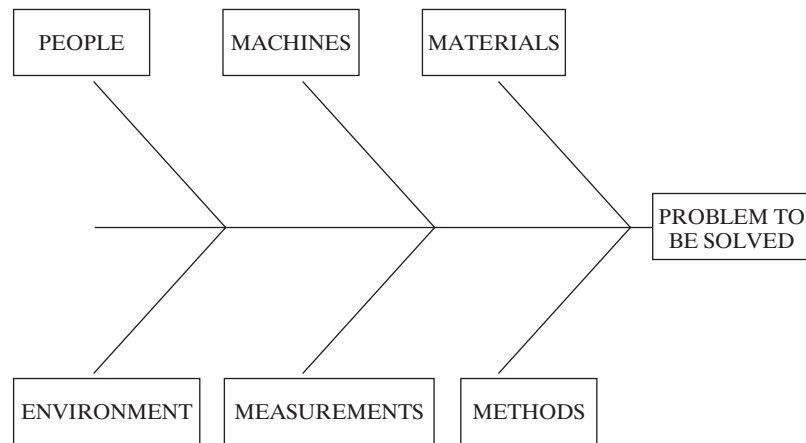 PEOPLE
MACHINES
MATERIALS
PROBLEM TO
BE SOLVED
ENVIRONMENT
MEASUREMENTS
METHODS